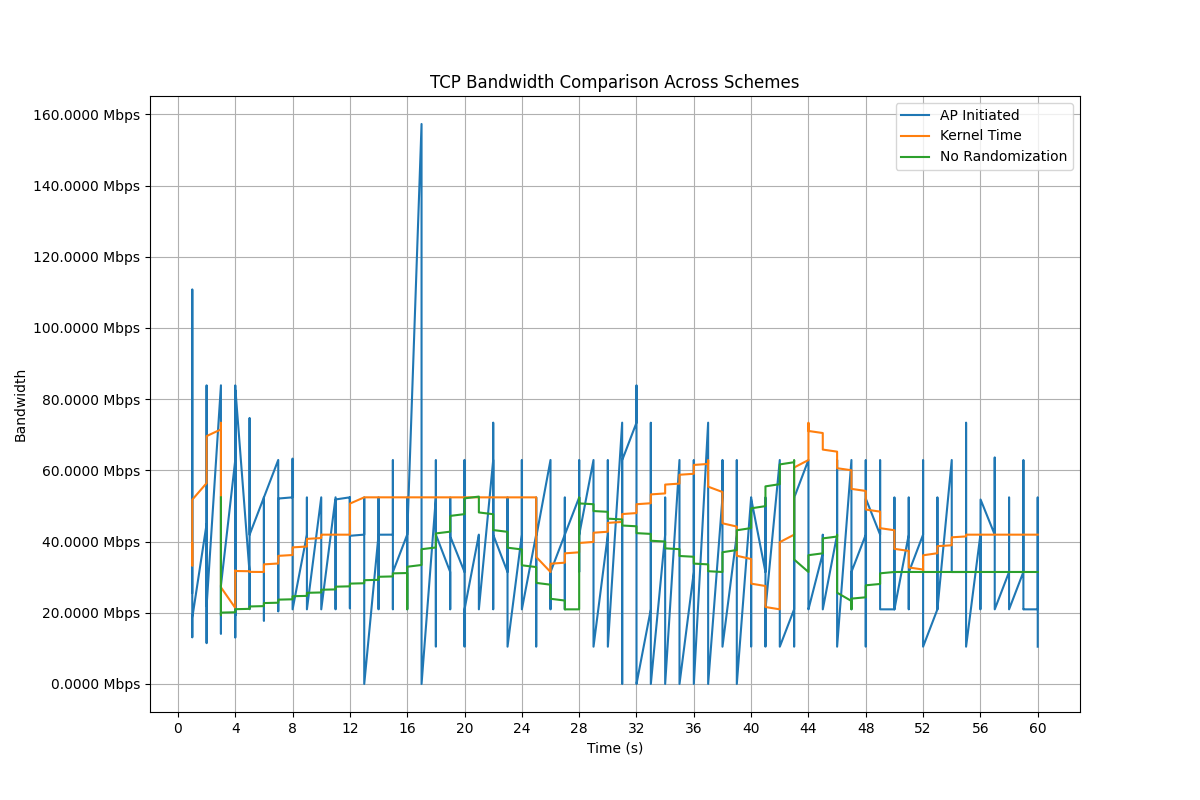 TCP Bandwidth Comparison Across Schemes
160.0000 Mbps
140.0000 Mbps
120.0000 Mbps
100.0000 Mbps
80.0000 Mbps
60.0000 Mbps
40.0000 Mbps
20.0000 Mbps
0.0000 Mbps
Bandwidth
AP Initiated
Kernel Time
No Randomization
0 4 8 12 16 20 24 28 32 36 40 44 48 52 56 60
Time (s)